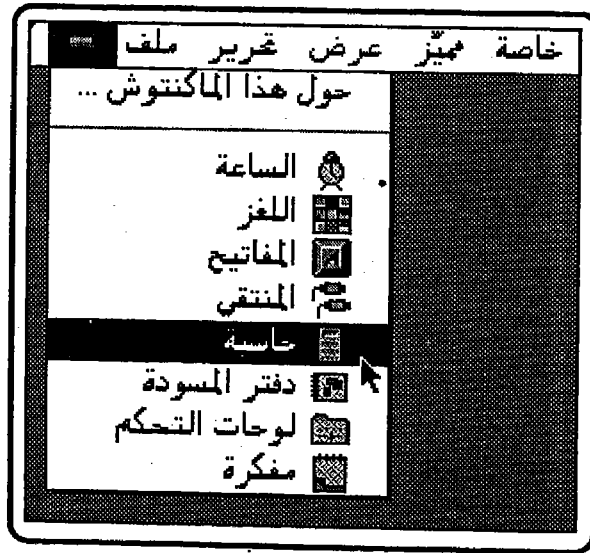 خاصة مميّز عرض تحرير ملف
حول هذا الماكنتوش ...
الساعة
اللغز
المفاتيح
المنتقي
حاسبة
دفتر المسودة
لوحات التحكم
مفكرة